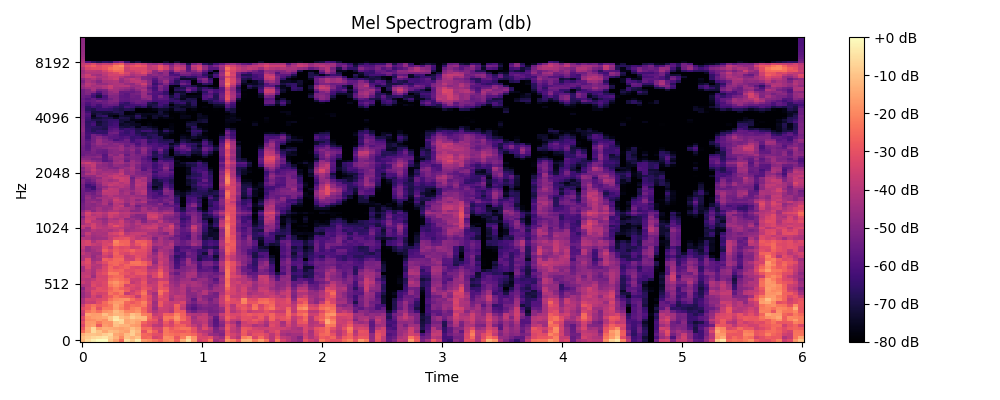 Mel Spectrogram (db)
Hz
8192
4096
2048
1024
512
0
0 1 2 3 4 5 6
Time
+0 dB
-10 dB
-20 dB
-30 dB
-40 dB
-50 dB
-60 dB
-70 dB
-80 dB